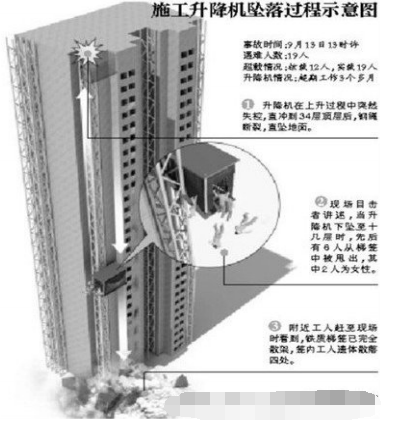 施工升降机坠落过程示意图
事故时间:9月13日13时许
遇难人数:19人
超载情况:核载12人,实载19人
升降机情况:超期工作3个多月
1 升降机在上升过程中突然
失控,直冲到34层顶层后,钢绳
断裂,直坠地面。
2 现场目击
者讲述,当升
降机下坠至十
几层时,先后
有6人从梯笼
中被甩出,其
中2人为女性。
3 附近工人赶至现场
时看到,铁质梯笼已完全
散架,笼内工人遗体散落
四处。